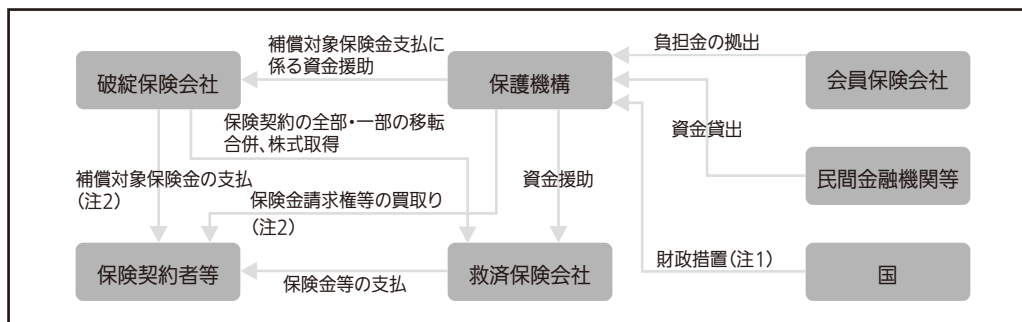 補償対象保険金支払に
係る資金援助
負担金の拠出
破綻保険会社
保護機構
会員保険会社
保険契約の全部・一部の移転
合併、株式取得
資金貸出
補償対象保険金の支払
(注2)
資金援助
民間金融機関等
保険金請求権等の買取り
(注2)
財政措置(注1)
保険契約者等
保険金等の支払
救済保険会社
国